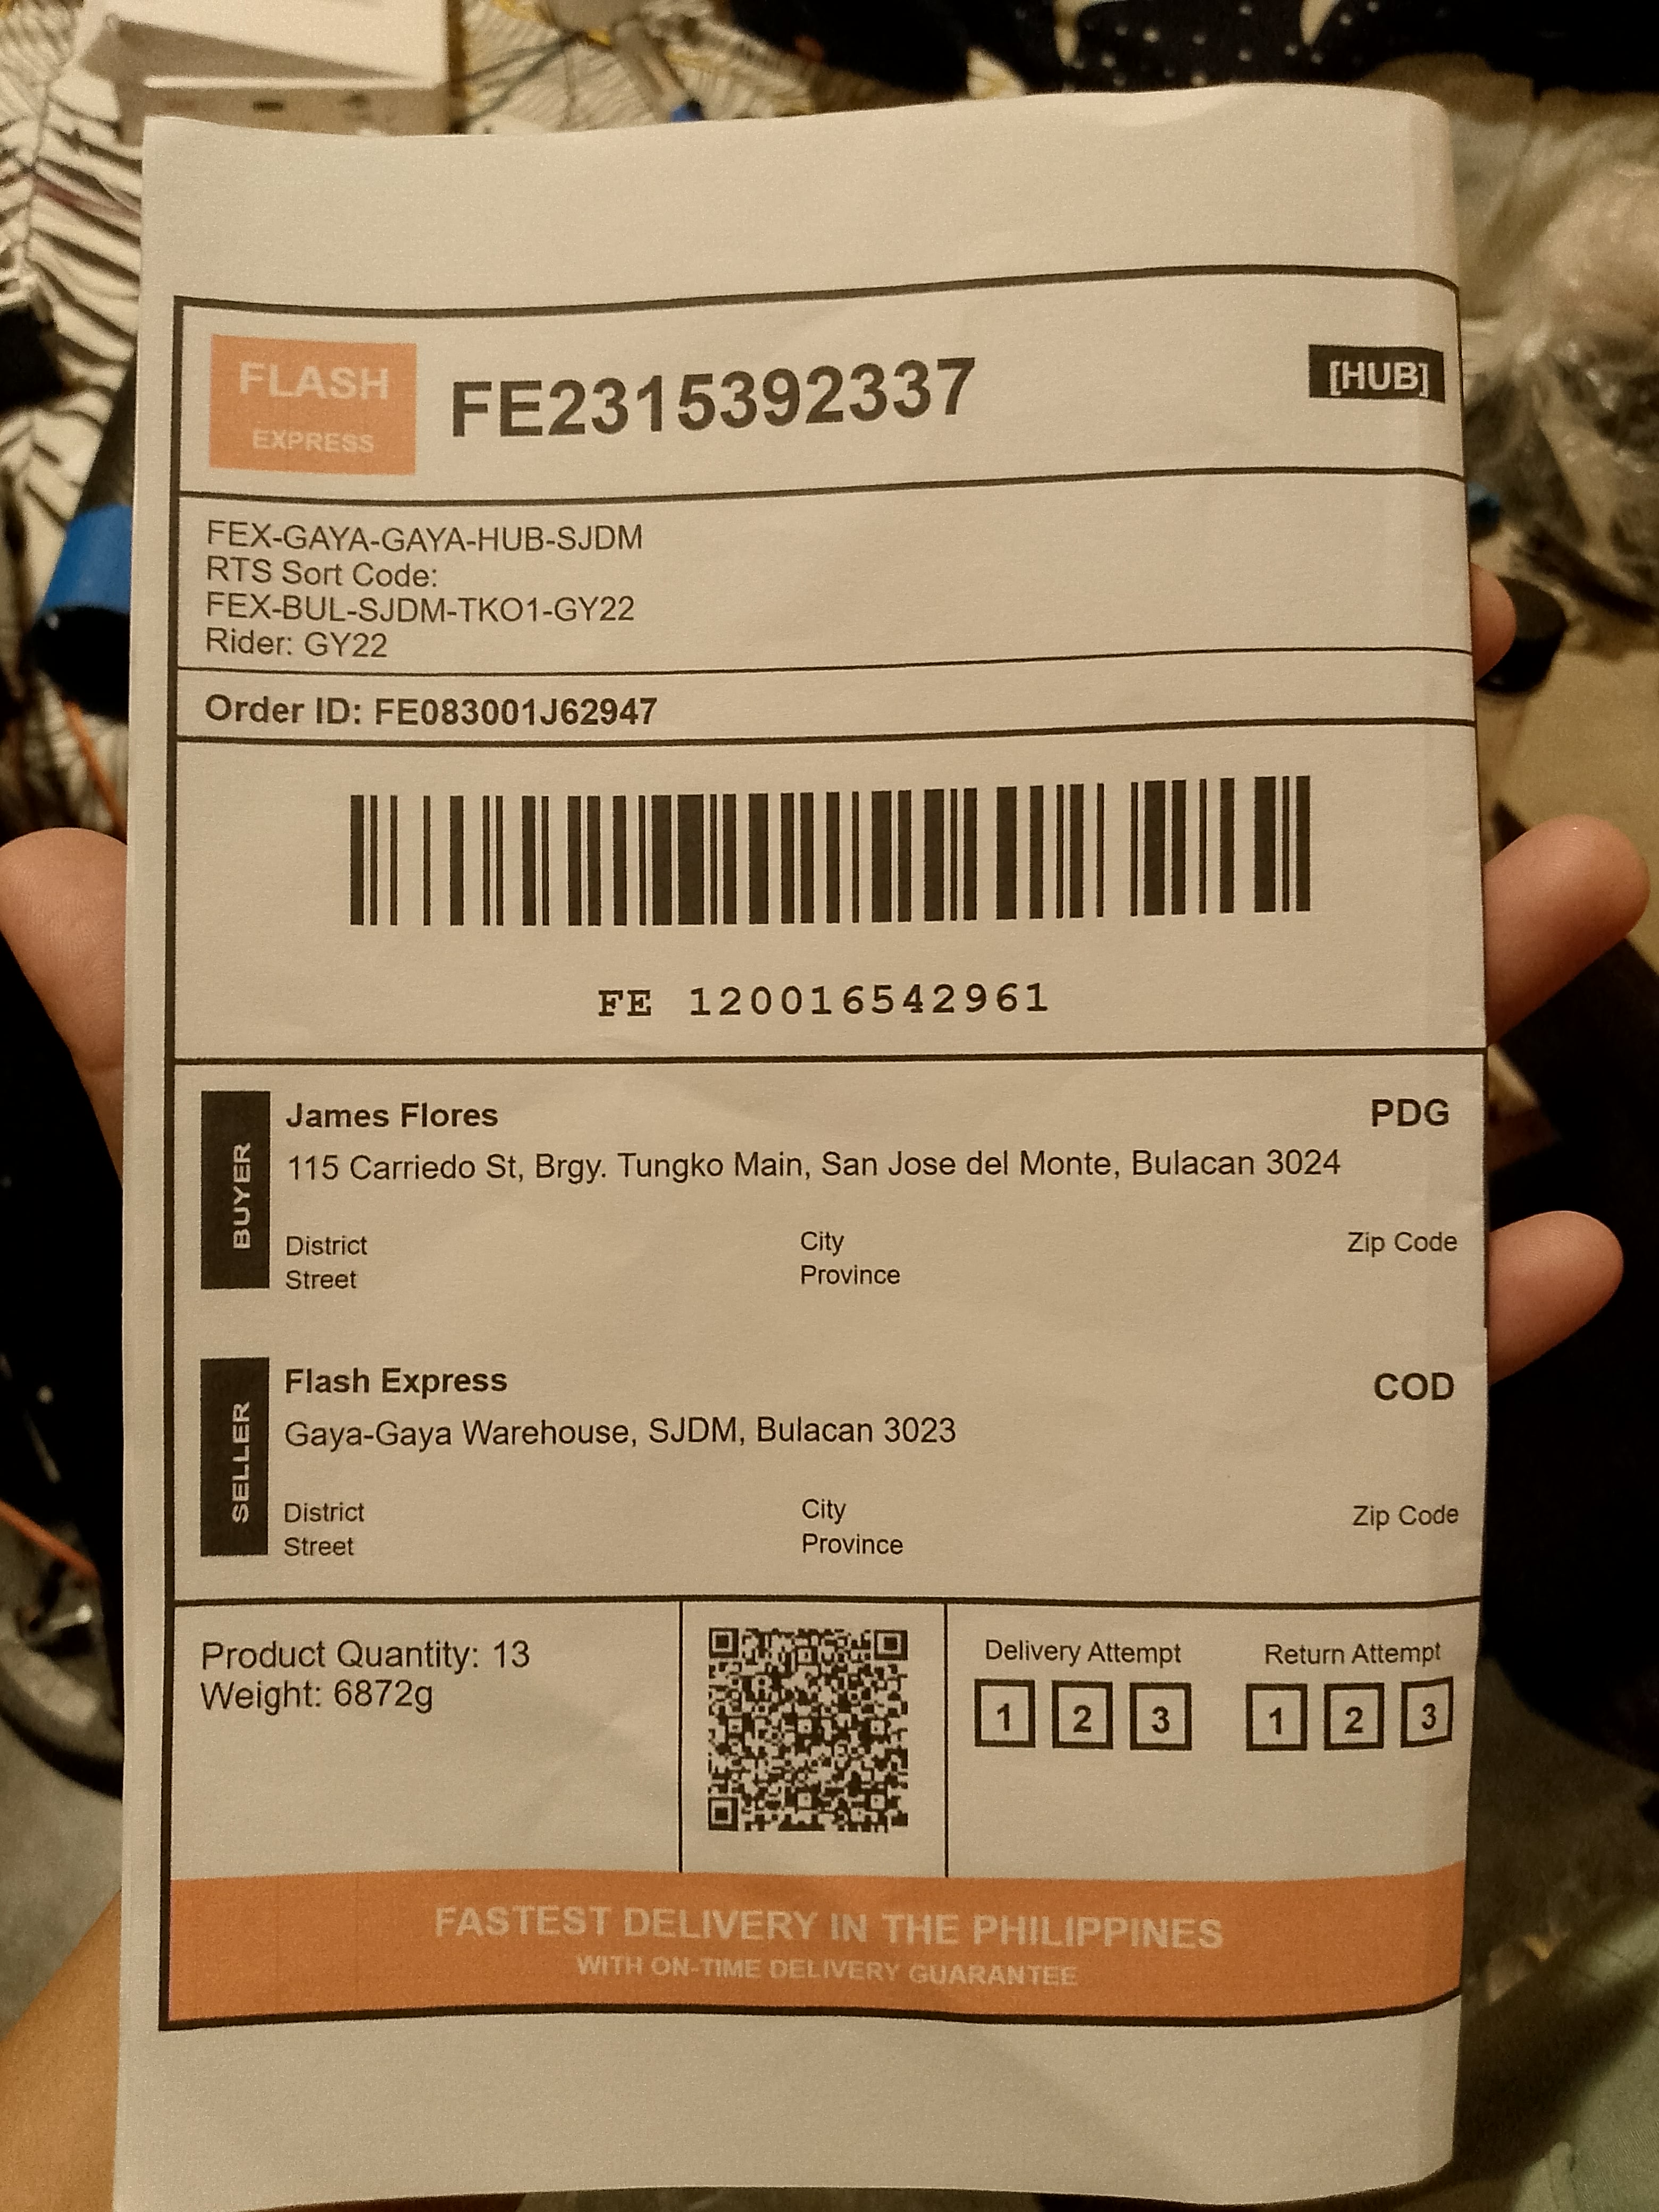 FLASH
EXPRESS
FE2315392337
[HUB]
FEX-GAYA-GAYA-HUB-SJDM
RTS Sort Code:
FEX-BUL-SJDM-TKO1-GY22
Rider: GY22
Order ID: FE083001J62947
FE 120016542961
BUYER
James Flores
PDG
115 Carriedo St, Brgy. Tungko Main, San Jose del Monte, Bulacan 3024
District
City
Zip Code
Street
Province
SELLER
Flash Express
COD
Gaya-Gaya Warehouse, SJDM, Bulacan 3023
District
City
Zip Code
Street
Province
Product Quantity: 13
Weight: 6872g
Delivery Attempt
1 2 3
Return Attempt
1 2 3
FASTEST DELIVERY IN THE PHILIPPINES
WITH ON-TIME DELIVERY GUARANTEE